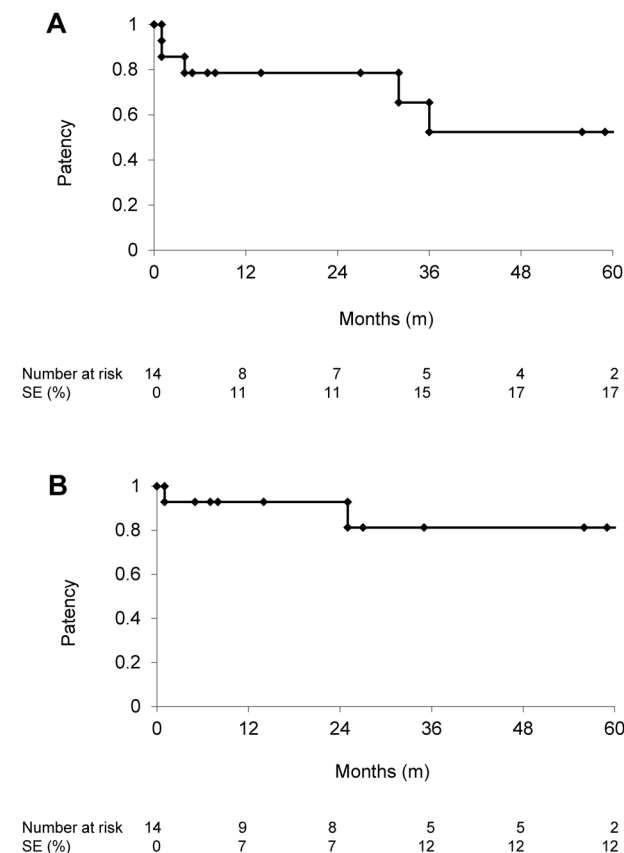 A
1
0.8
0.6
0.4
0.2
0
Patency
0 12 24 36 48 60
Months (m)
Number at risk 14 8 7 5 4 2
SE (%) 0 11 11 15 17 17
B
1
0.8
0.6
0.4
0.2
0
Patency
0 12 24 36 48 60
Months (m)
Number at risk 14 9 8 5 5 2
SE (%) 0 7 7 12 12 12